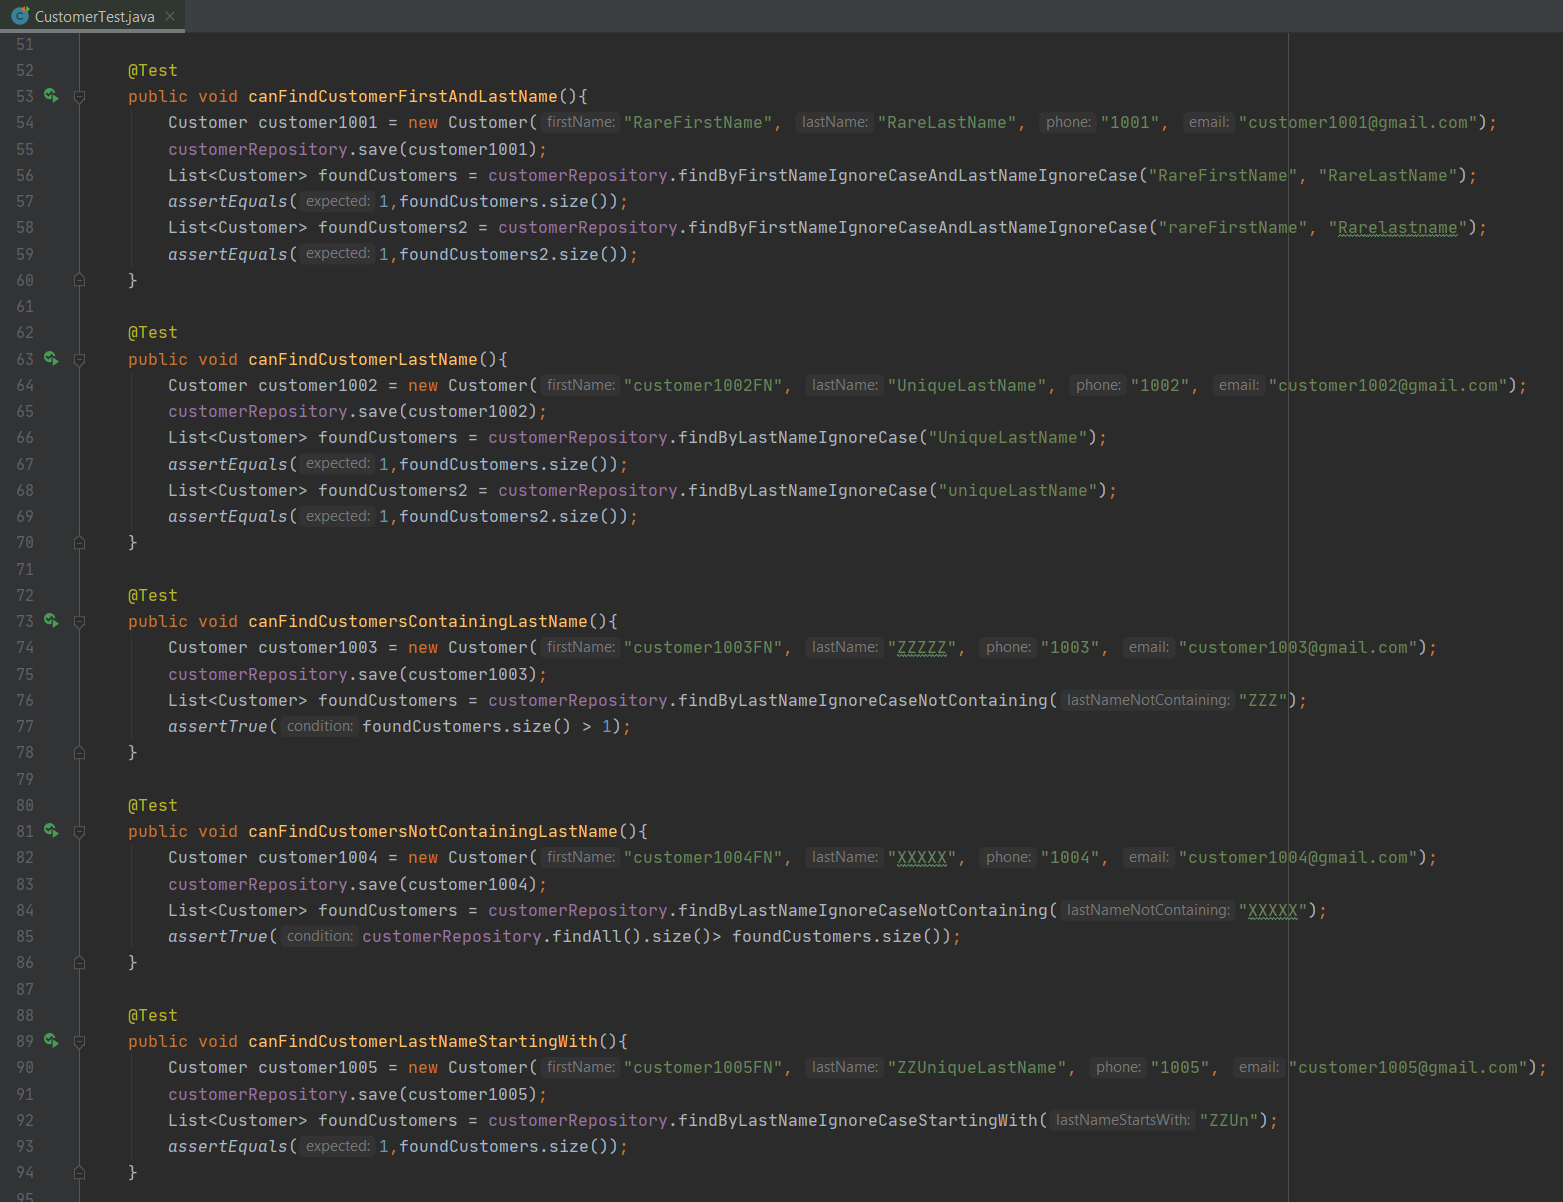 CustomerTest.java
51
52 @Test
53 public void canFindCustomerFirstAndLastName(){
54 Customer customer1001 = new Customer( firstName: "RareFirstName", lastName: "RareLastName", phone: "1001", email: "customer1001@gmail.com");
55 customerRepository.save(customer1001);
56 List<Customer> foundCustomers = customerRepository.findByFirstNameIgnoreCaseAndLastNameIgnoreCase("RareFirstName", "RareLastName");
57 assertEquals( expected: 1,foundCustomers.size());
58 List<Customer> foundCustomers2 = customerRepository.findByFirstNameIgnoreCaseAndLastNameIgnoreCase("rareFirstName", "Rarelastname");
59 assertEquals( expected: 1,foundCustomers2.size());
60 }
61
62 @Test
63 public void canFindCustomerLastName(){
64 Customer customer1002 = new Customer( firstName: "customer1002FN", lastName: "UniqueLastName", phone: "1002", email: "customer1002@gmail.com");
65 customerRepository.save(customer1002);
66 List<Customer> foundCustomers = customerRepository.findByLastNameIgnoreCase("UniqueLastName");
67 assertEquals( expected: 1,foundCustomers.size());
68 List<Customer> foundCustomers2 = customerRepository.findByLastNameIgnoreCase("uniqueLastName");
69 assertEquals( expected: 1,foundCustomers2.size());
70 }
71
72 @Test
73 public void canFindCustomersContainingLastName(){
74 Customer customer1003 = new Customer( firstName: "customer1003FN", lastName: "ZZZZZ", phone: "1003", email: "customer1003@gmail.com");
75 customerRepository.save(customer1003);
76 List<Customer> foundCustomers = customerRepository.findByLastNameIgnoreCaseNotContaining( lastNameNotContaining: "ZZZ");
77 assertTrue( condition: foundCustomers.size() > 1);
78 }
79
80 @Test
81 public void canFindCustomersNotContainingLastName(){
82 Customer customer1004 = new Customer( firstName: "customer1004FN", lastName: "XXXXX", phone: "1004", email: "customer1004@gmail.com");
83 customerRepository.save(customer1004);
84 List<Customer> foundCustomers = customerRepository.findByLastNameIgnoreCaseNotContaining( lastNameNotContaining: "XXXXX");
85 assertTrue( condition: customerRepository.findAll().size()> foundCustomers.size());
86 }
87
88 @Test
89 public void canFindCustomerLastNameStartingWith(){
90 Customer customer1005 = new Customer( firstName: "customer1005FN", lastName: "ZZUniqueLastName", phone: "1005", email: "customer1005@gmail.com");
91 customerRepository.save(customer1005);
92 List<Customer> foundCustomers = customerRepository.findByLastNameIgnoreCaseStartingWith( lastNameStartsWith: "ZZUn");
93 assertEquals( expected: 1,foundCustomers.size());
94 }
95